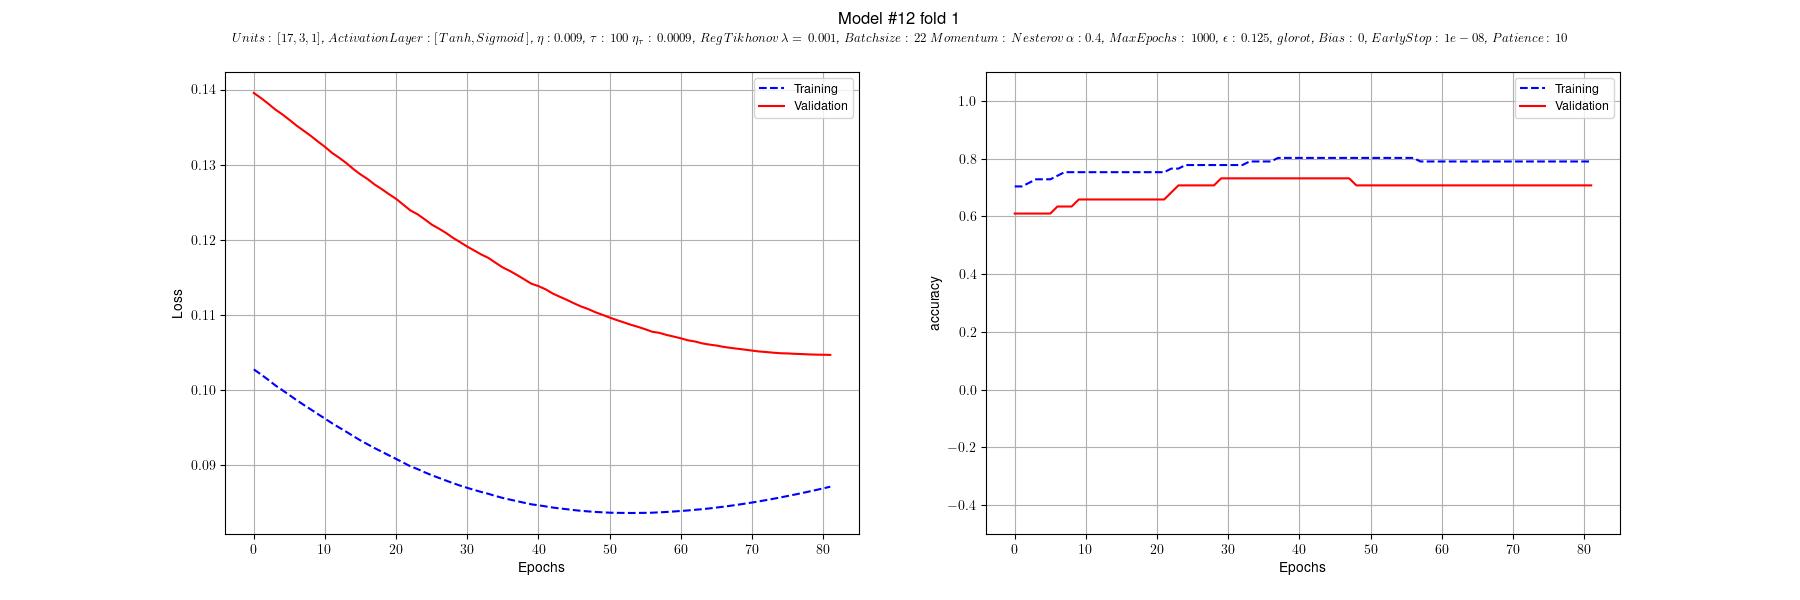 Model #12 fold 1
Units : [17, 3, 1], ActivationLayer : [Tanh, Sigmoid], η : 0.009, τ : 100 η_τ : 0.0009, RegTikhonov λ = 0.001, Batchsize : 22 Momentum : Nesterov α : 0.4, MaxEpochs : 1000, ϵ : 0.125, glorot, Bias : 0, EarlyStop : 1e − 08, Patience : 10
Training
Validation
0.14
0.13
0.12
0.11
0.10
0.09
Loss
0 10 20 30 40 50 60 70 80
Epochs
Training
Validation
1.0
0.8
0.6
0.4
0.2
0.0
−0.2
−0.4
accuracy
0 10 20 30 40 50 60 70 80
Epochs